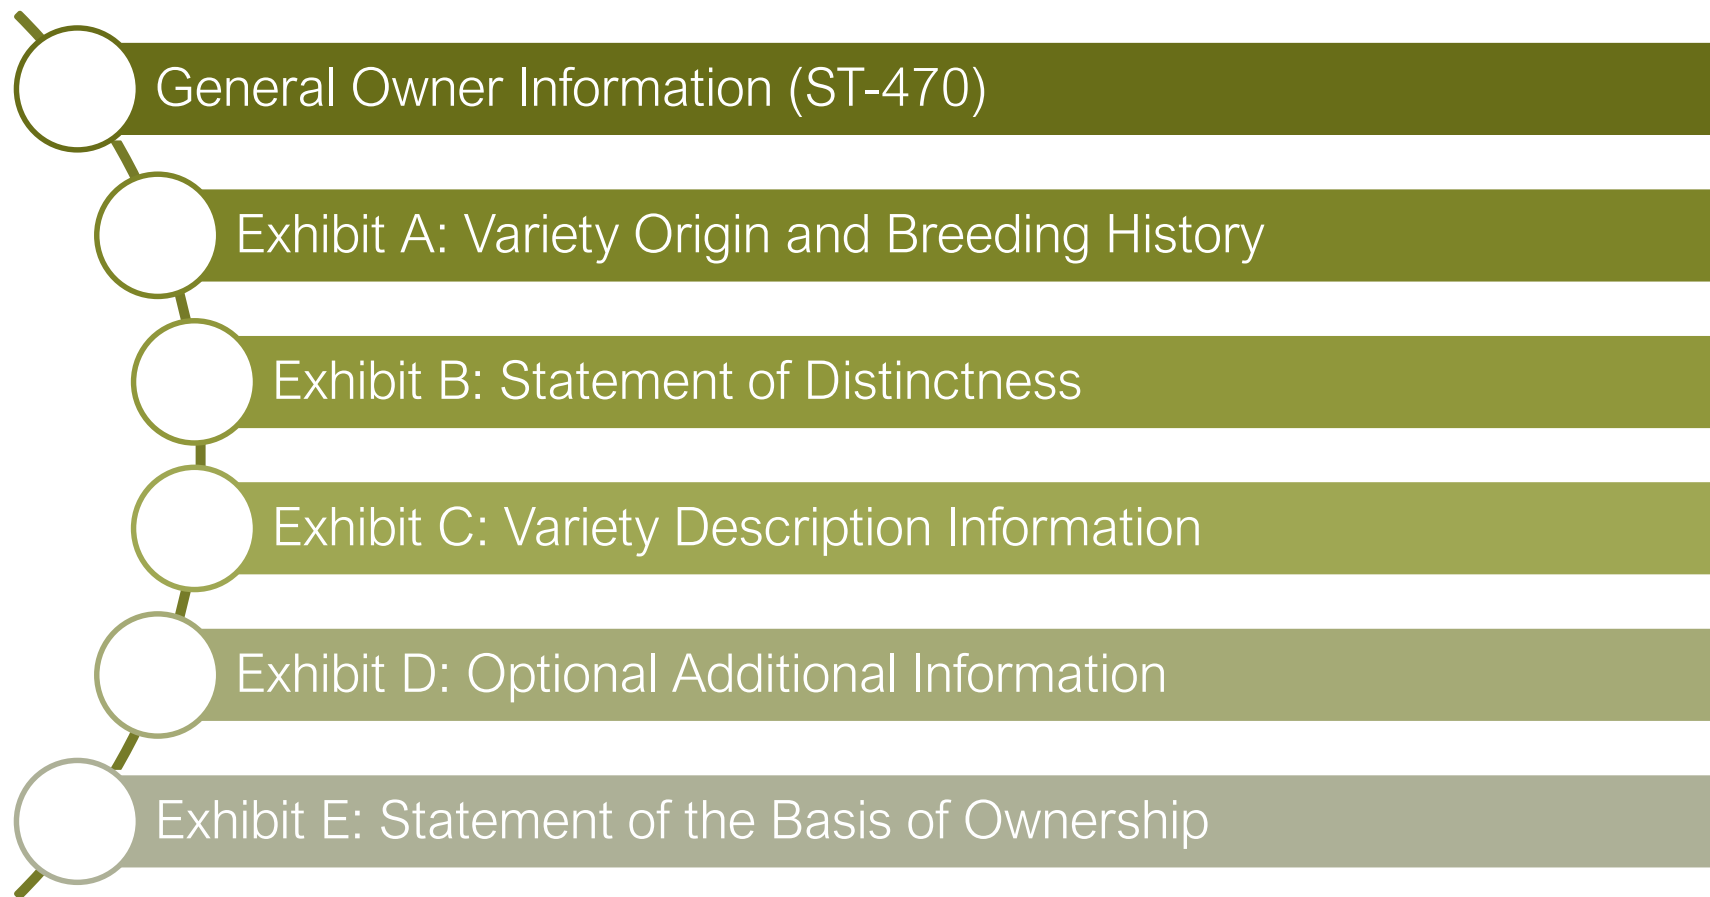 General Owner Information (ST-470)
Exhibit A: Variety Origin and Breeding History
Exhibit B: Statement of Distinctness
Exhibit C: Variety Description Information
Exhibit D: Optional Additional Information
Exhibit E: Statement of the Basis of Ownership